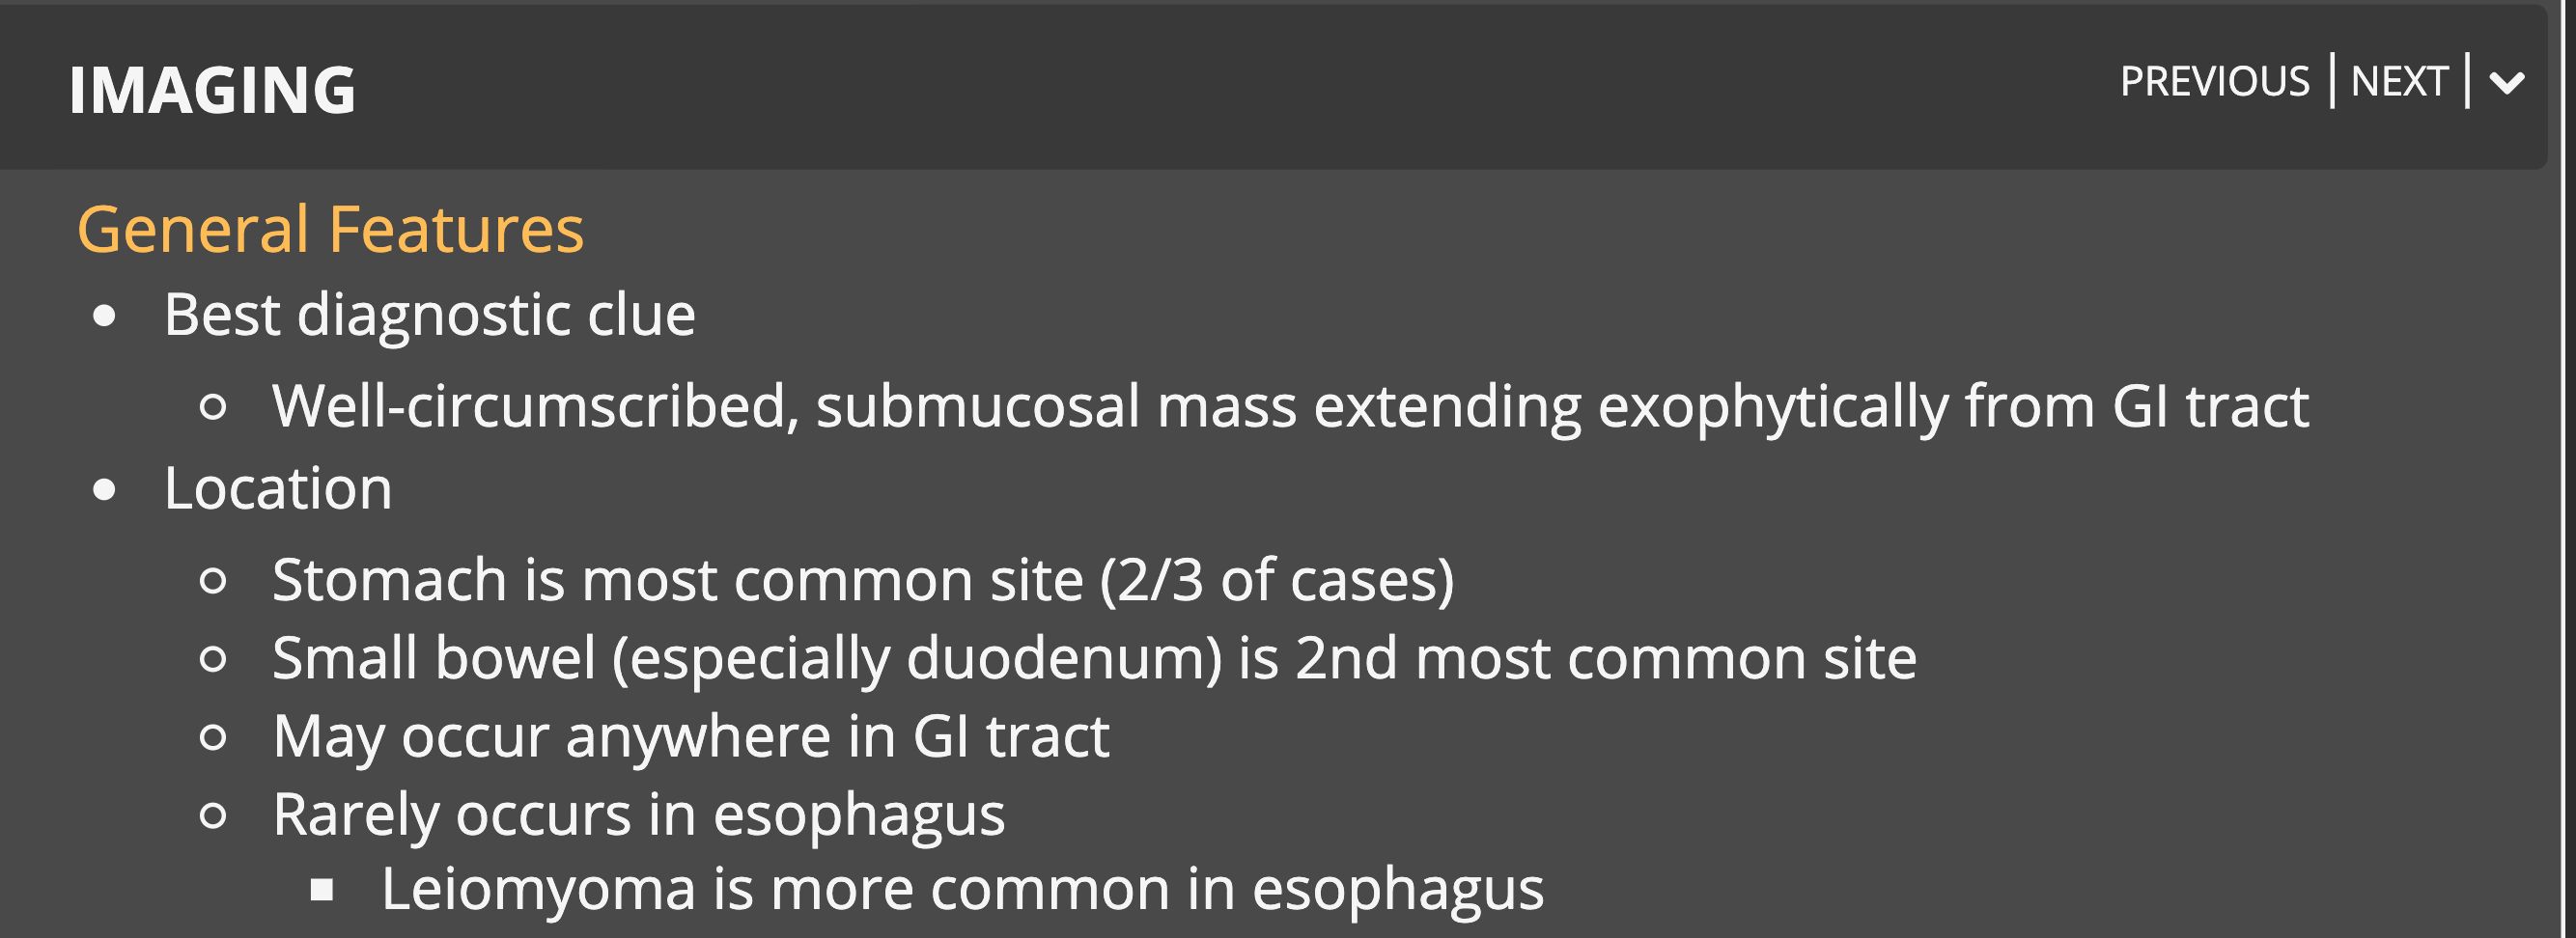 IMAGING
PREVIOUS | NEXT |
General Features
• Best diagnostic clue
○ Well-circumscribed, submucosal mass extending exophytically from GI tract
• Location
○ Stomach is most common site (2/3 of cases)
○ Small bowel (especially duodenum) is 2nd most common site
○ May occur anywhere in GI tract
○ Rarely occurs in esophagus
■ Leiomyoma is more common in esophagus